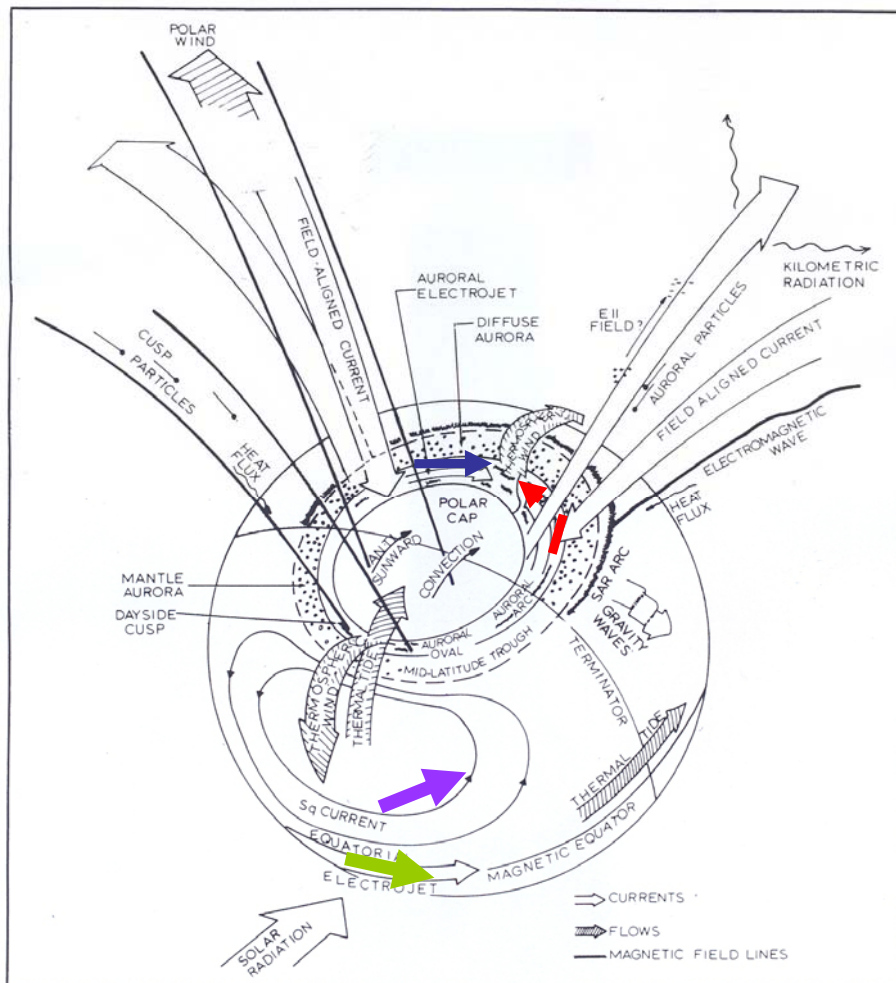 POLAR
WIND
FIELD-ALIGNED CURRENT
AURORAL
ELECTROJET
DIFFUSE
AURORA
KILOMETRIC
RADIATION
E II
FIELD?
AURORAL PARTICLES
FIELD ALIGNED CURRENT
ELECTROMAGNETIC
WAVE
CUSP
PARTICLES
HEAT
FLUX
THERMOSPHERIC
WIND
HEAT
FLUX
POLAR
CAP
ANTI
SUNWARD
CONVECTION
MANTLE
AURORA
DAYSIDE
CUSP
AURORAL
ARC
SAR ARC
GRAVITY
WAVES
AURORAL
OVAL
MID-LATITUDE TROUGH
TERMINATOR
THERMOSPHERIC
WIND
THERMAL TIDE
THERMAL TIDE
Sq CURRENT
EQUATORIAL
ELECTROJET
MAGNETIC EQUATOR
SOLAR
RADIATION
CURRENTS
FLOWS
MAGNETIC FIELD LINES